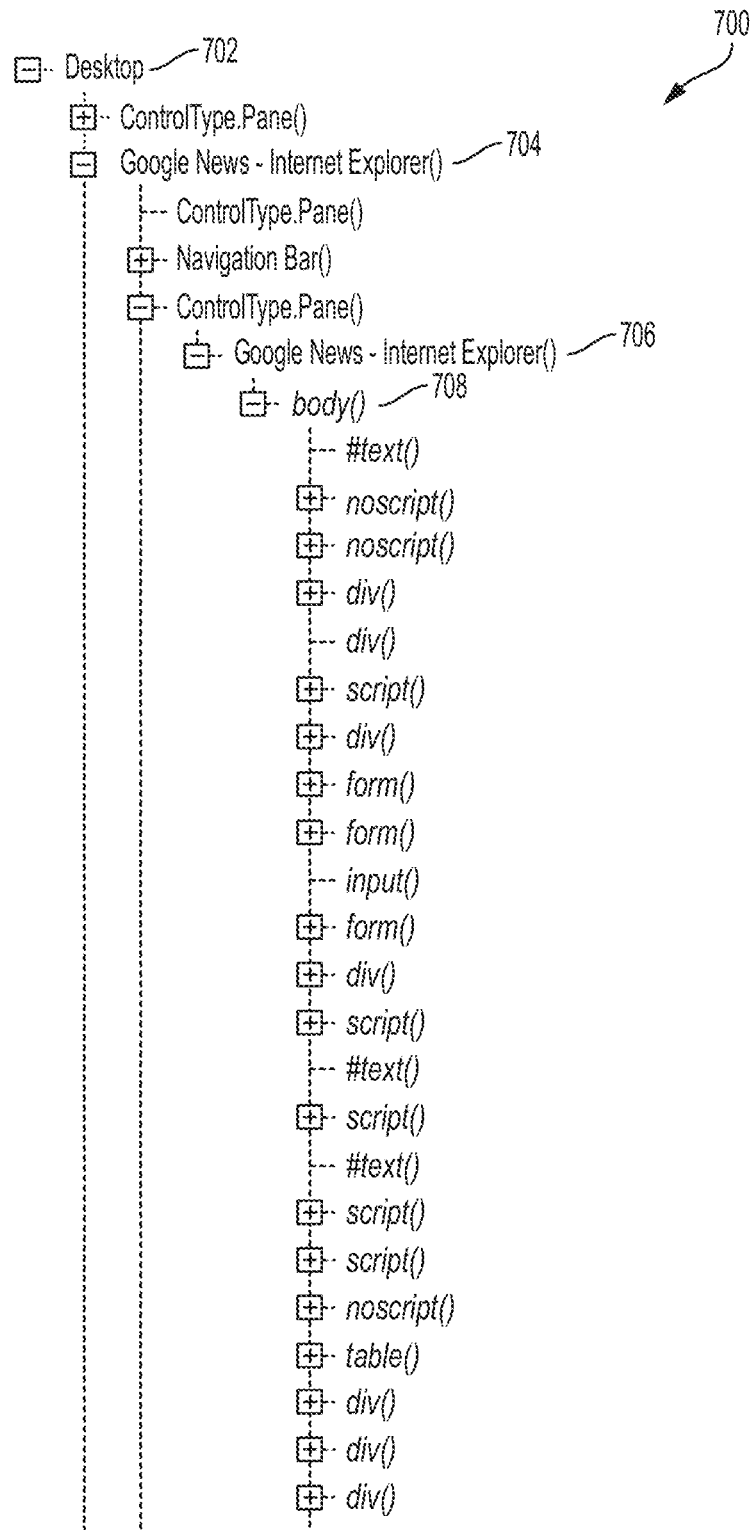 700
Desktop 702
ControlType.Pane()
Google News - Internet Explorer() 704
ControlType.Pane()
Navigation Bar()
ControlType.Pane()
Google News - Internet Explorer() 706
body() 708
#text()
noscript()
noscript()
div()
div()
script()
div()
form()
form()
input()
form()
div()
script()
#text()
script()
#text()
script()
script()
noscript()
table()
div()
div()
div()